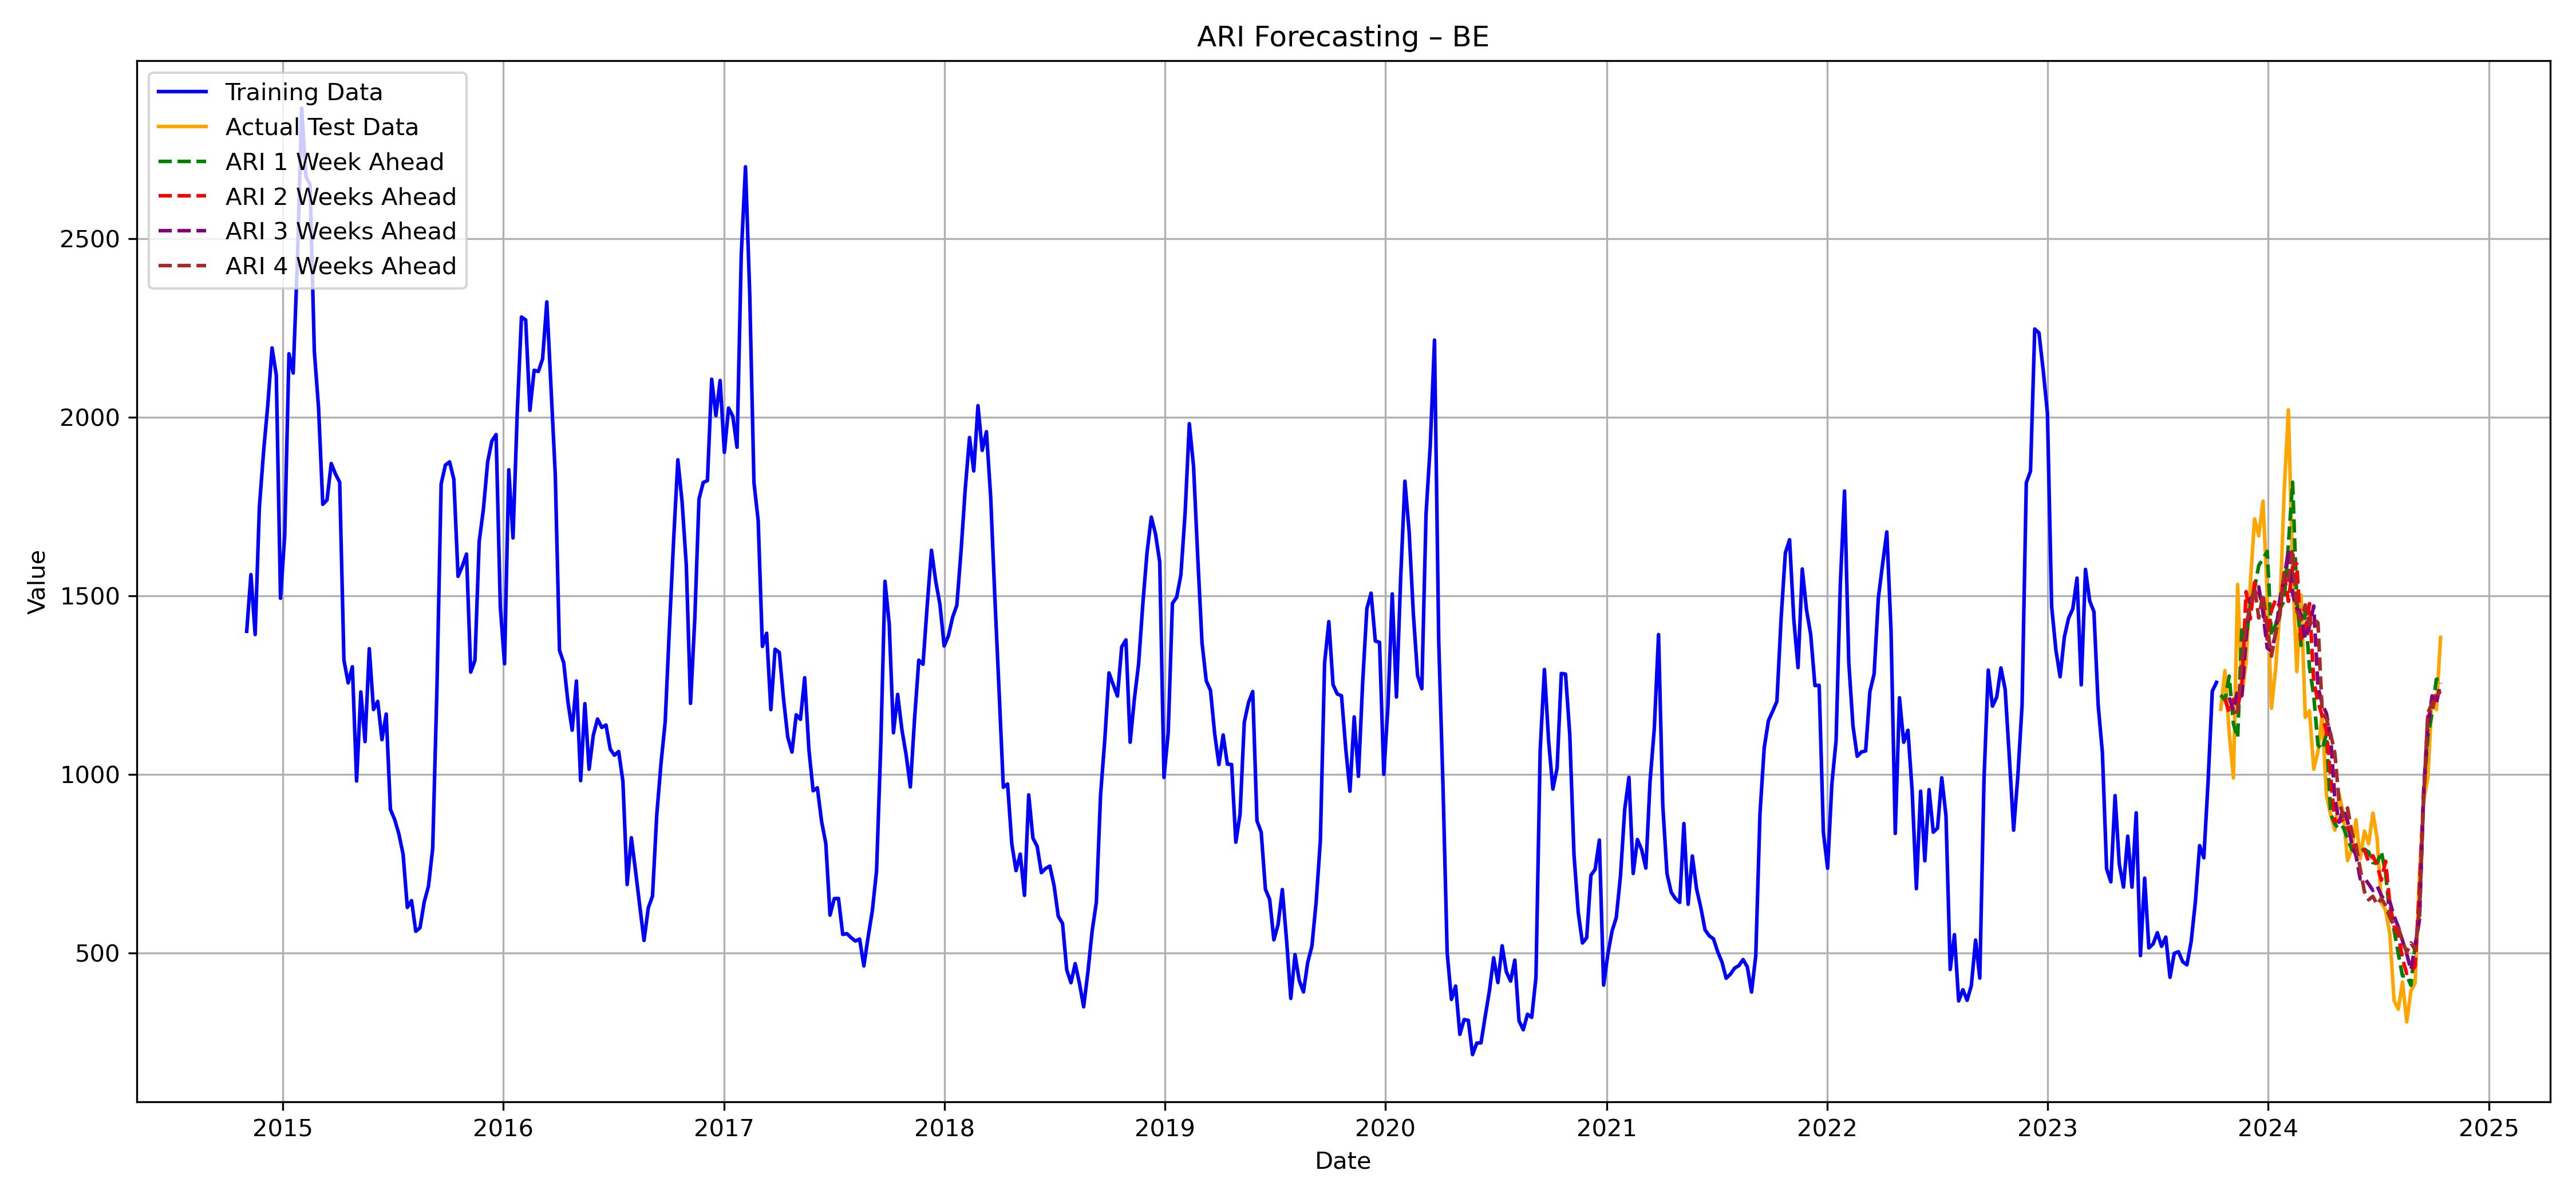 ARI Forecasting – BE
Training Data
Actual Test Data
ARI 1 Week Ahead
ARI 2 Weeks Ahead
ARI 3 Weeks Ahead
ARI 4 Weeks Ahead
Value
2500
2000
1500
1000
500
2015 2016 2017 2018 2019 2020 2021 2022 2023 2024 2025
Date